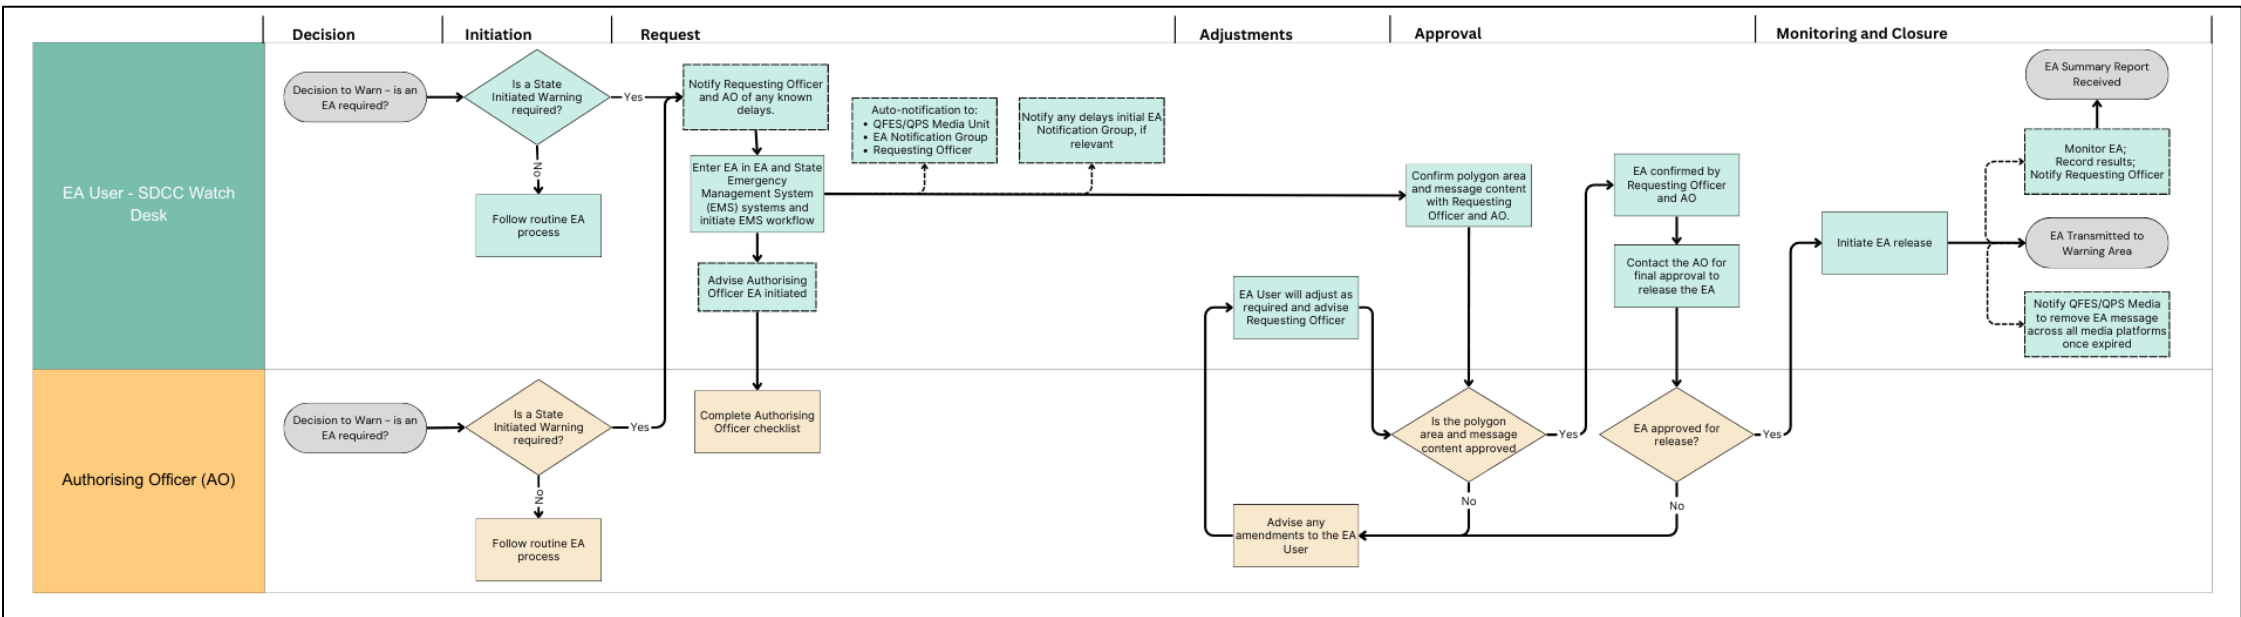 Decision
Initiation
Request
Adjustments
Approval
Monitoring and Closure
EA User - SDCC Watch
Desk
Decision to Warn – is an
EA required?
Is a State
Initiated Warning
required?
Yes
No
Follow routine EA
process
Notify Requesting Officer
and AO of any known
delays.
Enter EA in EA and State
Emergency
Management System
(EMS) systems and
initiate EMS workflow
Advise Authorising
Officer EA initiated
Auto-notification to:
• QFES/QPS Media Unit
• EA Notification Group
• Requesting Officer
Notify any delays initial EA
Notification Group, if
relevant
EA User will adjust as
required and advise
Requesting Officer
Confirm polygon area
and message content
with Requesting
Officer and AO.
EA confirmed by
Requesting Officer
and AO
Contact the AO for
final approval to
release the EA
Initiate EA release
EA Summary Report
Received
Monitor EA;
Record results;
Notify Requesting Officer
EA Transmitted to
Warning Area
Notify QFES/QPS Media
to remove EA message
across all media platforms
once expired
Authorising Officer (AO)
Decision to Warn – is an
EA required?
Is a State
Initiated Warning
required?
Yes
No
Follow routine EA
process
Complete Authorising
Officer checklist
Advise any
amendments to the EA
User
Is the polygon
area and message
content approved
Yes
No
EA approved for
release?
Yes
No